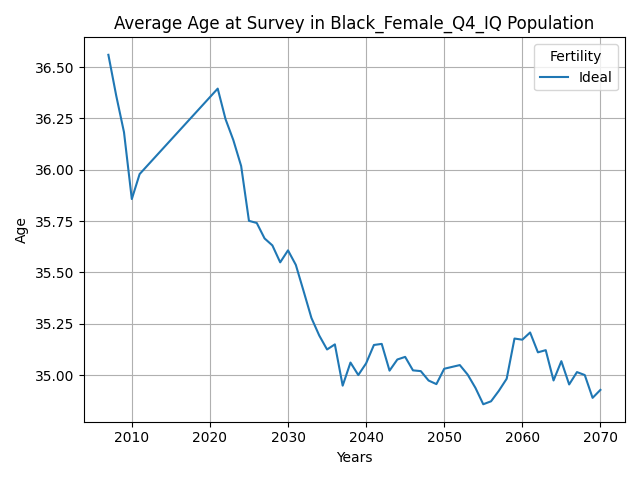 Average Age at Survey in Black_Female_Q4_IQ Population
Fertility
Ideal
Age
36.50
36.25
36.00
35.75
35.50
35.25
35.00
2010 2020 2030 2040 2050 2060 2070
Years